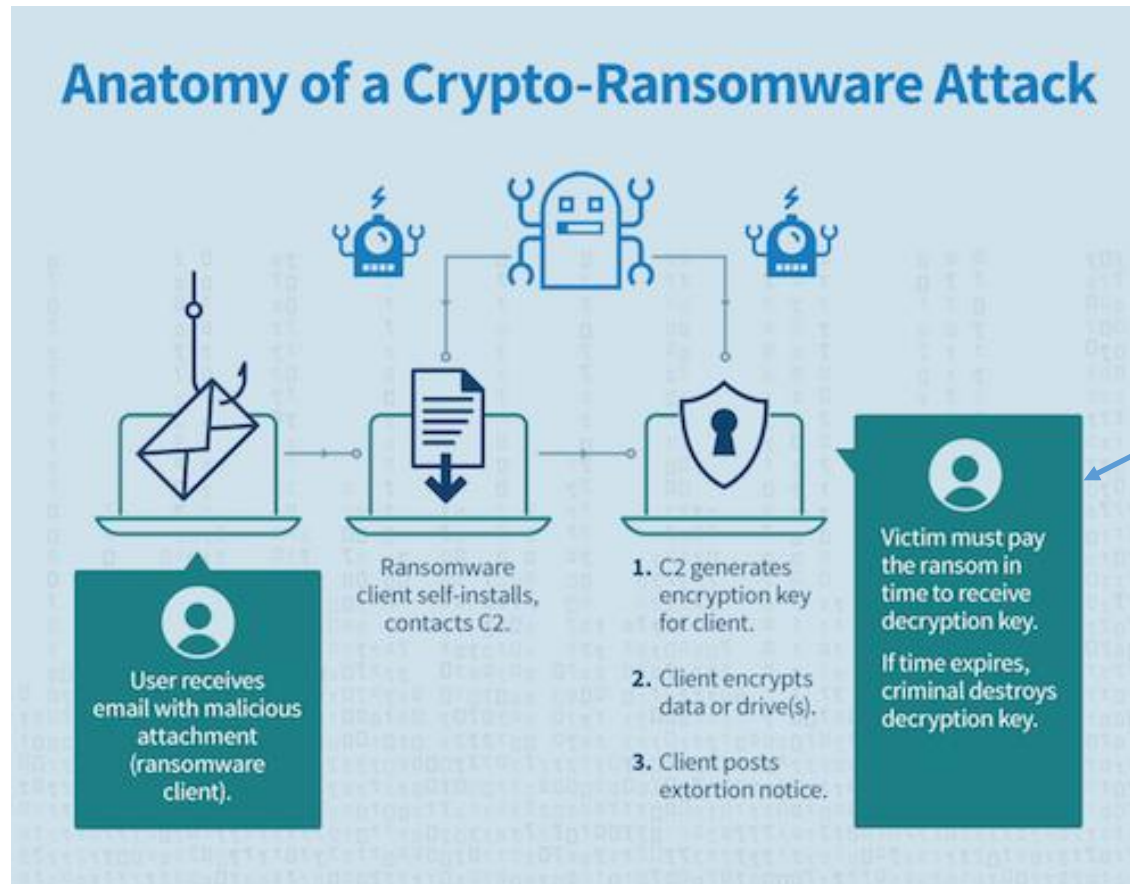 Anatomy of a Crypto-Ransomware Attack
User receives
email with malicious
attachment
(ransomware
client).
Ransomware
client self-installs,
contacts C2.
1. C2 generates
encryption key
for client.
2. Client encrypts
data or drive(s).
3. Client posts
extortion notice.
Victim must pay
the ransom in
time to receive
decryption key.
If time expires,
criminal destroys
decryption key.